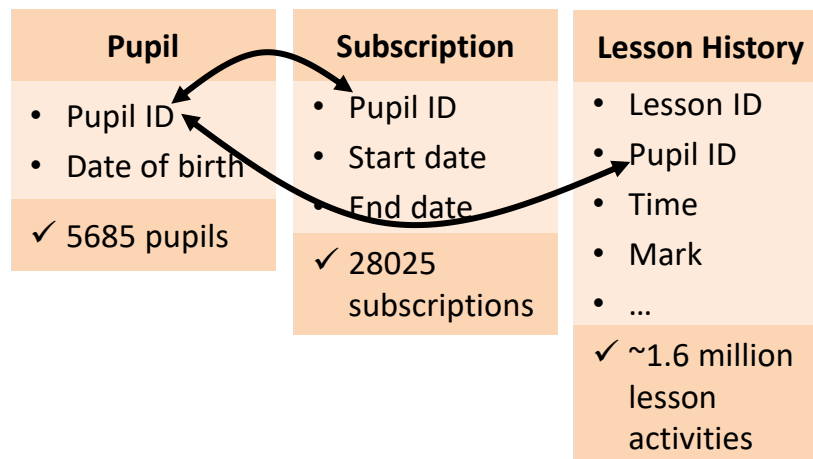 Pupil
• Pupil ID
• Date of birth
✓ 5685 pupils
Subscription
• Pupil ID
• Start date
• End date
✓ 28025
subscriptions
Lesson History
• Lesson ID
• Pupil ID
• Time
• Mark
• ...
✓ ~1.6 million
lesson
activities